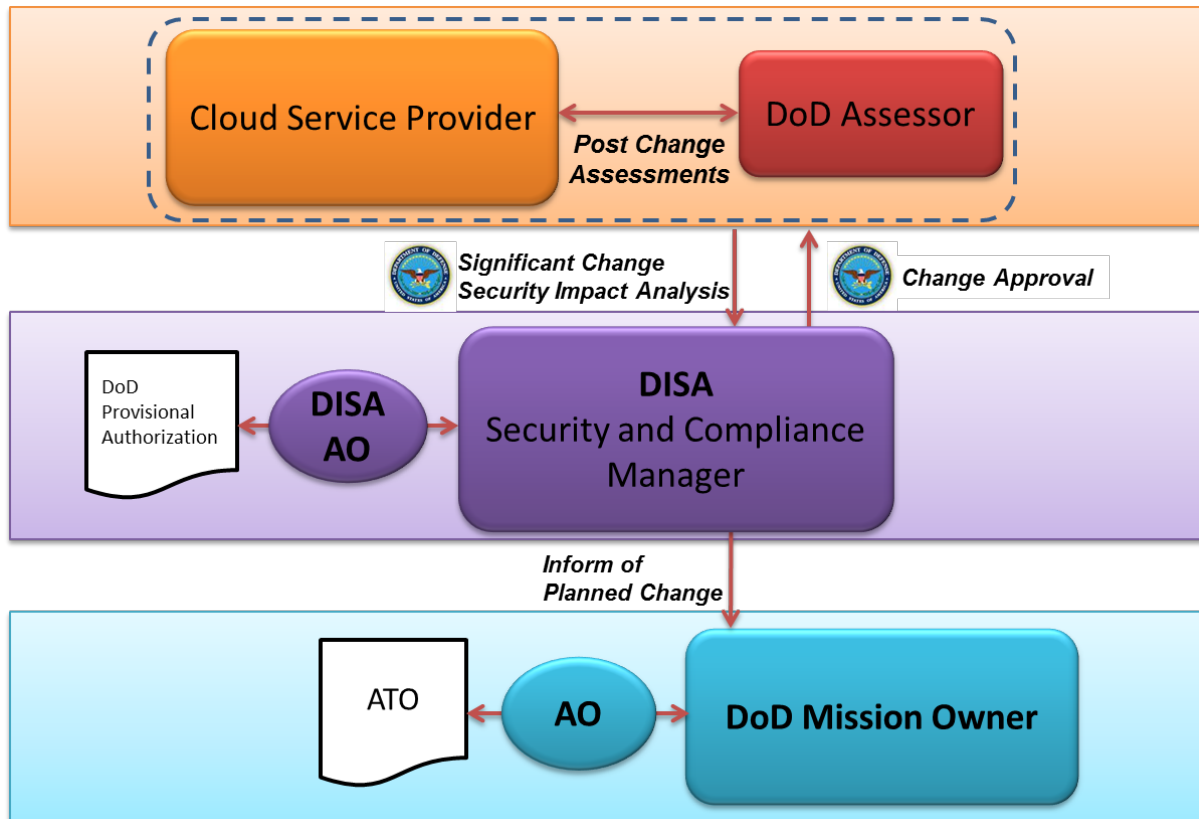 Cloud Service Provider
DoD Assessor
Post Change
Assessments
Significant Change
Security Impact Analysis
Change Approval
DoD
Provisional
Authorization
DISA
AO
DISA
Security and Compliance
Manager
Inform of
Planned Change
ATO
AO
DoD Mission Owner